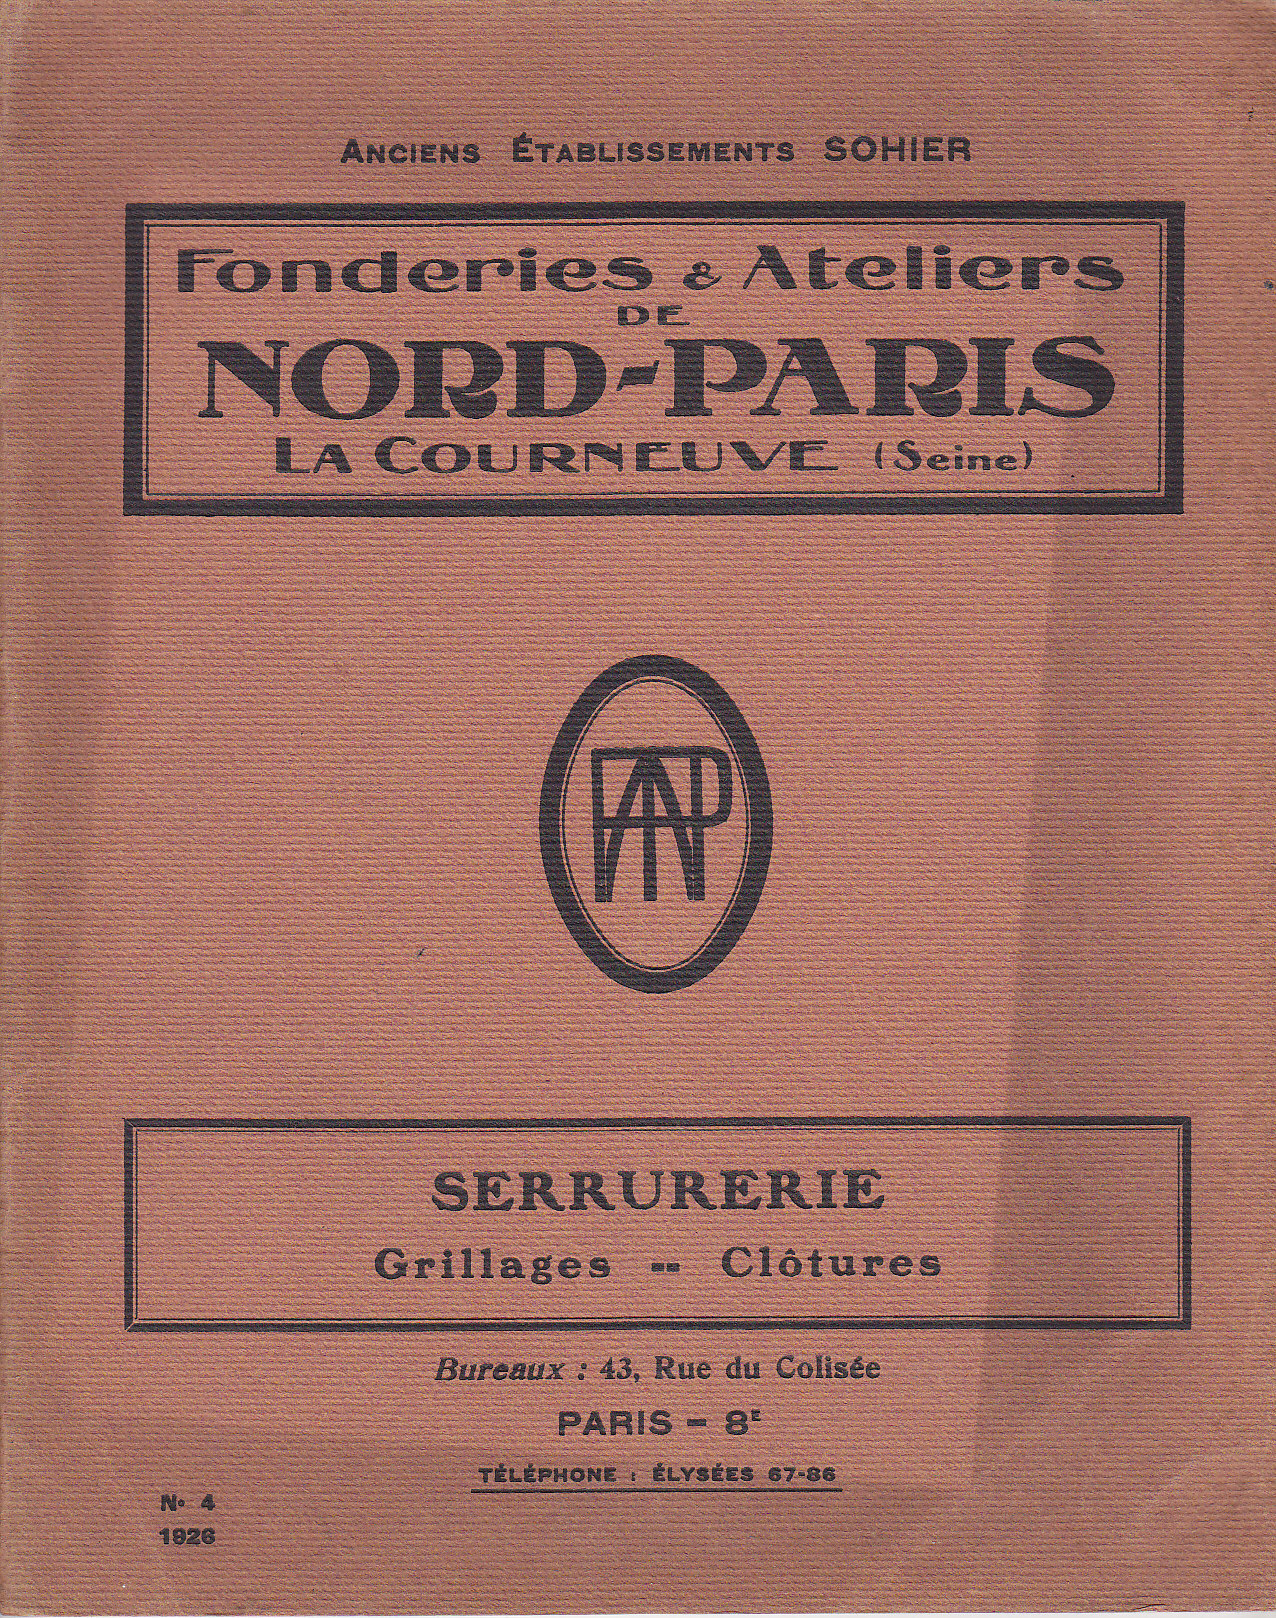 ANCIENS ÉTABLISSEMENTS SOHIER
Fonderies & Ateliers
DE
NORD-PARIS
LA COURNEUVE (Seine)
FANP
SERRURERIE
Grillages -- Clôtures
Bureaux : 43, Rue du Colisée
PARIS - 8E
TÉLÉPHONE : ÉLYSÉES 67-86
No 4
1926